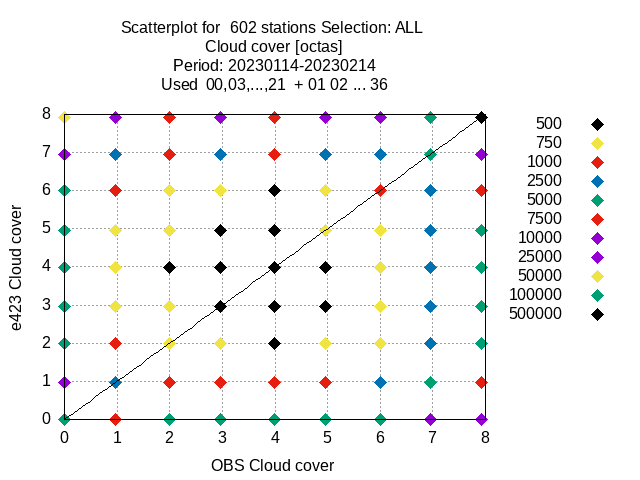 Scatterplot for  602 stations Selection: ALL
Cloud cover [octas]
Period: 20230114-20230214
Used  00,03,...,21  + 01 02 ... 36
8
7
6
5
4
3
2
1
0
e423 Cloud cover
0 1 2 3 4 5 6 7 8
OBS Cloud cover
500
750
1000
2500
5000
7500
10000
25000
50000
100000
500000